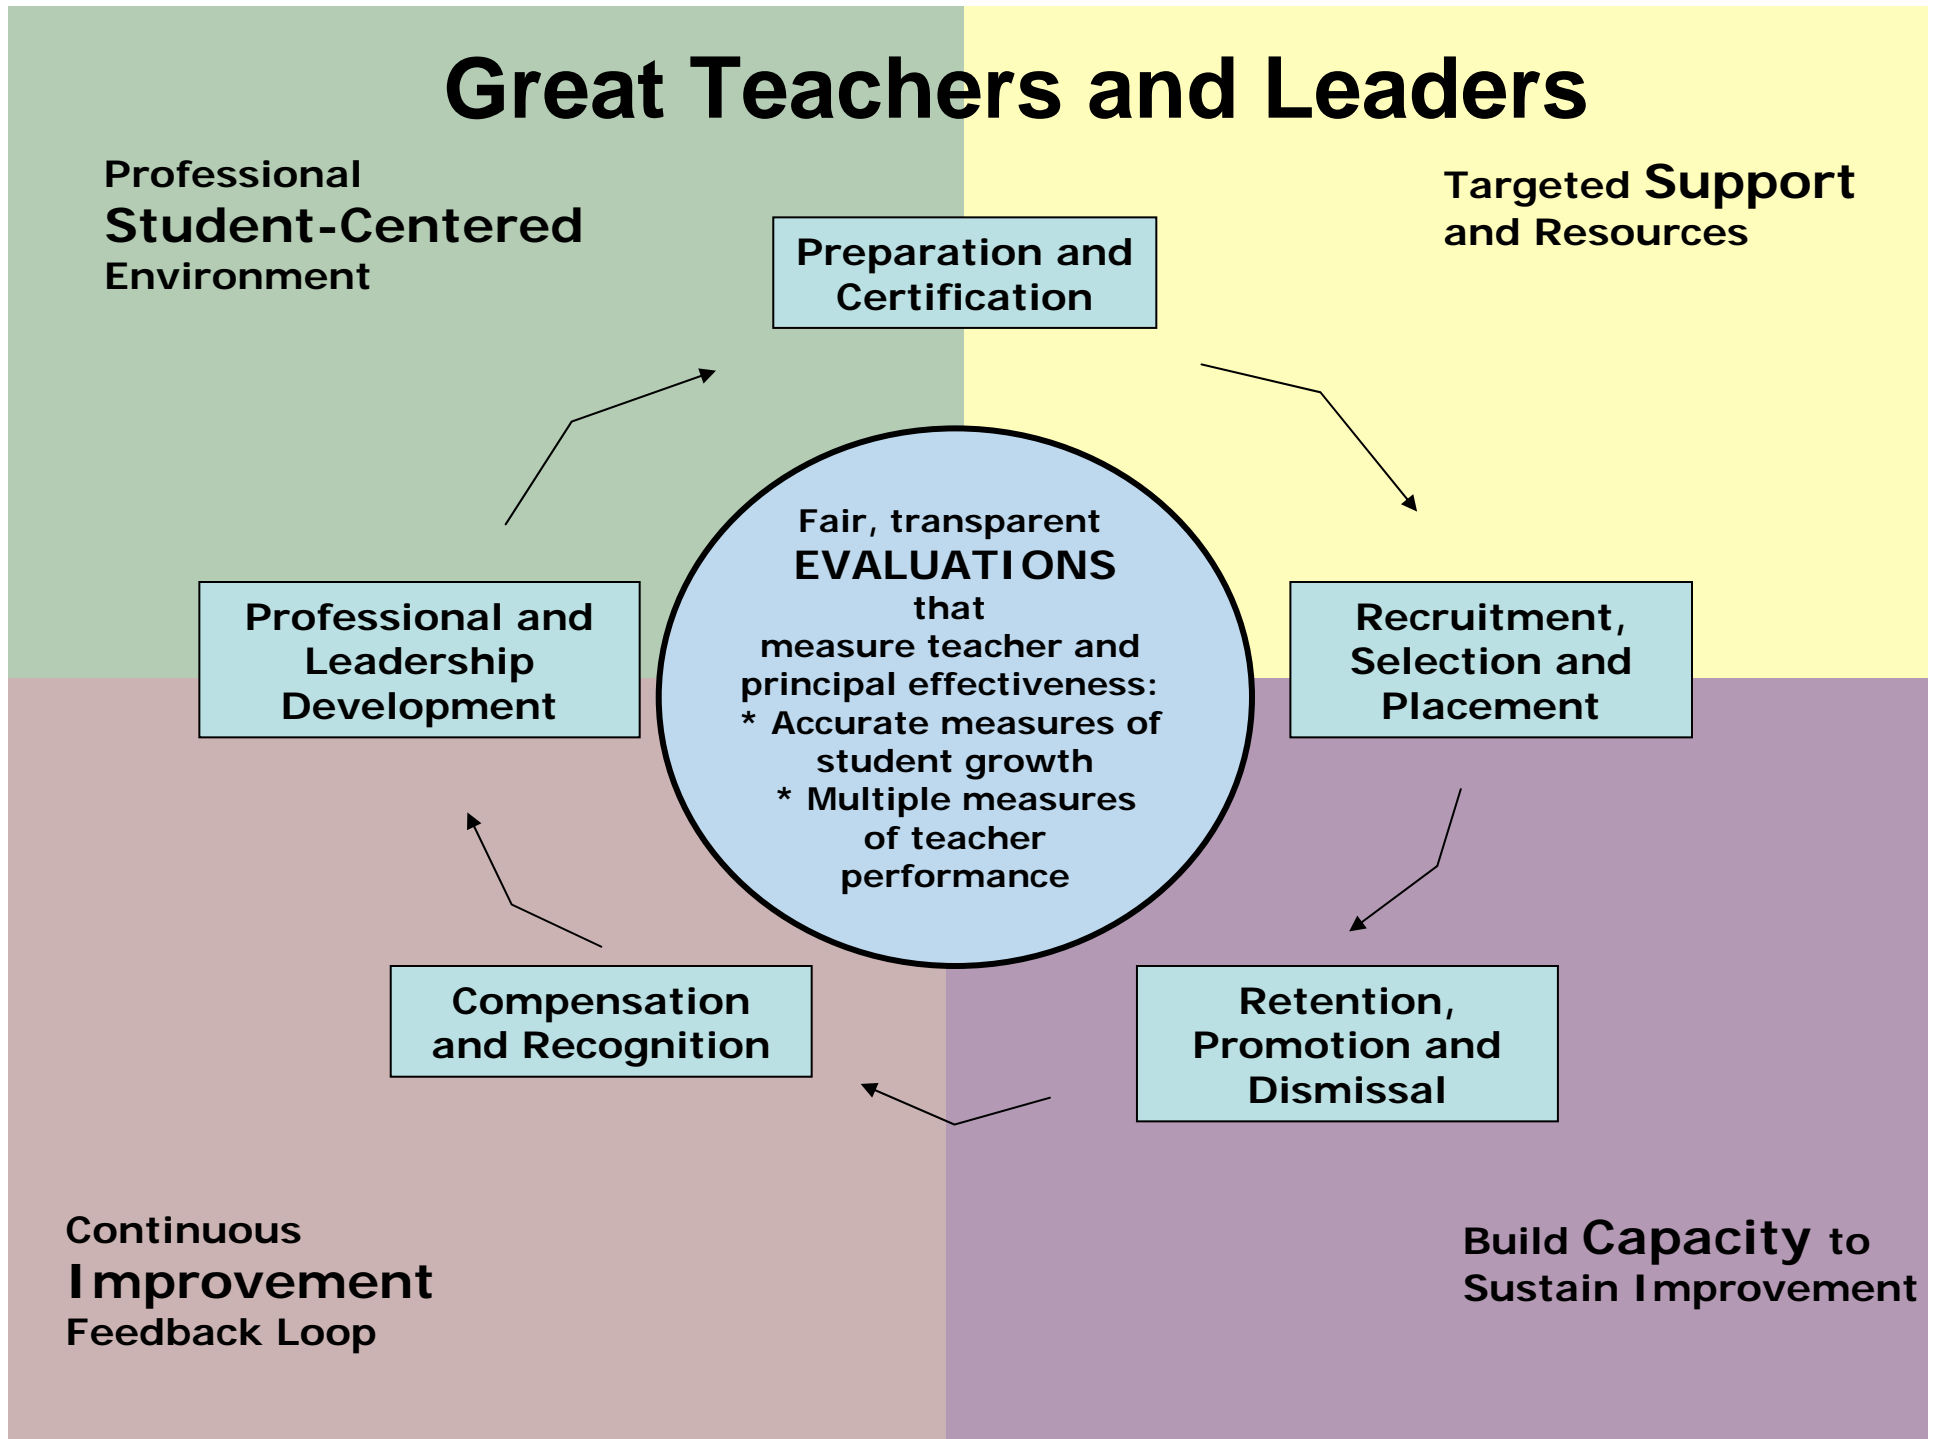 Great Teachers and Leaders
Professional
Student-Centered
Environment
Targeted Support
and Resources
Preparation and
Certification
Fair, transparent
EVALUATIONS
that
measure teacher and
principal effectiveness:
* Accurate measures of
student growth
* Multiple measures
of teacher
performance
Professional and
Leadership
Development
Recruitment,
Selection and
Placement
Compensation
and Recognition
Retention,
Promotion and
Dismissal
Continuous
Improvement
Feedback Loop
Build Capacity to
Sustain Improvement